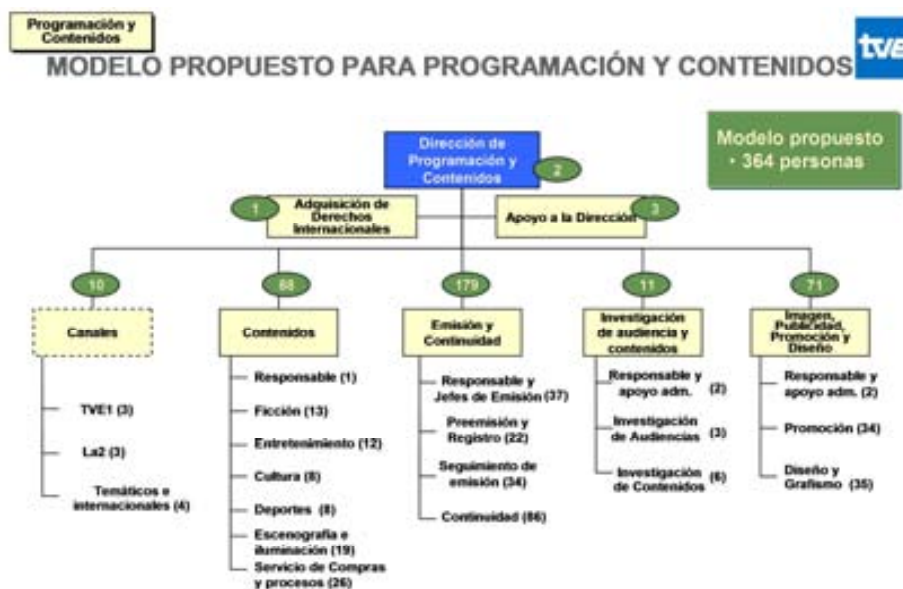 Programación y
Contenidos
tve
MODELO PROPUESTO PARA PROGRAMACIÓN Y CONTENIDOS
Modelo propuesto
• 364 personas
Dirección de
Programación y
Contenidos
2
1
Adquisición de
Derechos
Internacionales
Apoyo a la Dirección
3
10
Canales
TVE1 (3)
La2 (3)
Temáticos e
internacionales (4)
88
Contenidos
Responsable (1)
Ficción (13)
Entretenimiento (12)
Cultura (8)
Deportes (8)
Escenografía e
iluminación (19)
Servicio de Compras
y procesos (26)
179
Emisión y
Continuidad
Responsable y
Jefes de Emisión (37)
Preemisión y
Registro (22)
Seguimiento de
emisión (34)
Continuidad (86)
11
Investigación
de audiencia y
contenidos
Responsable y
apoyo adm. (2)
Investigación
de Audiencias (3)
Investigación
de Contenidos (6)
71
Imagen,
Publicidad,
Promoción y
Diseño
Responsable y
apoyo adm. (2)
Promoción (34)
Diseño y
Grafismo (35)